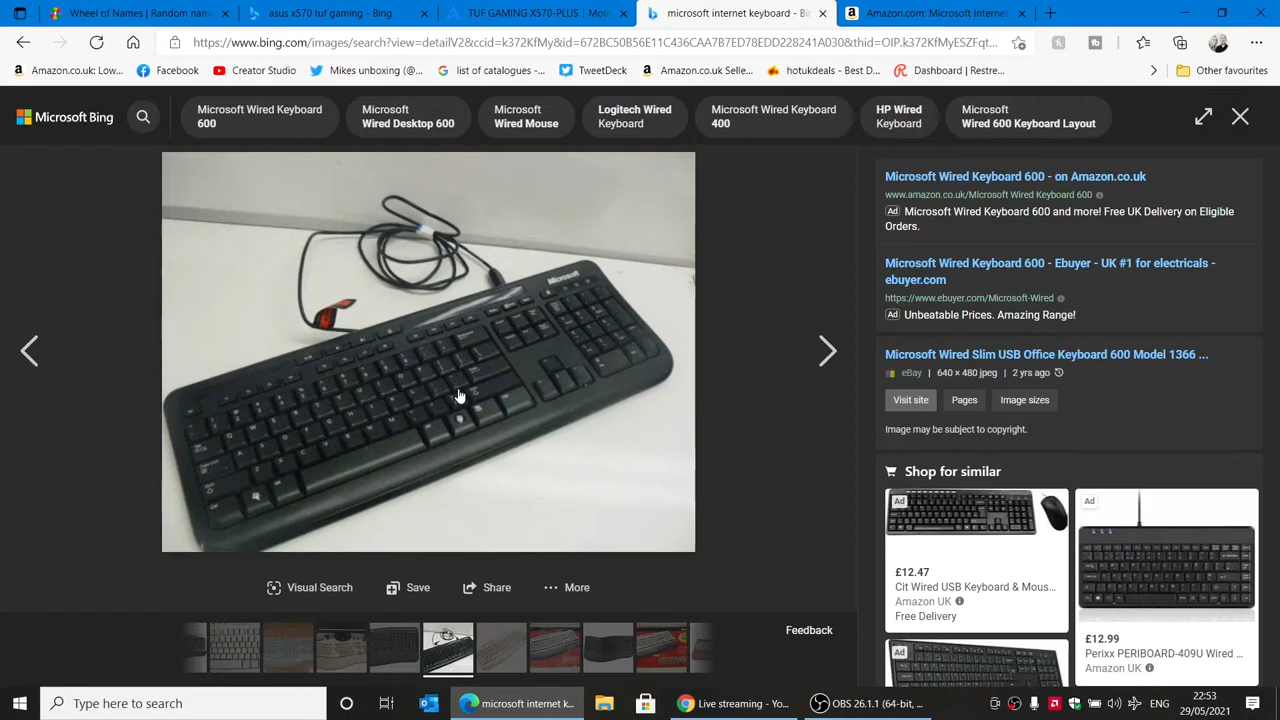 Wheel of Names | Random nam
asus x570 tuf gaming - Bing
TUF GAMING X570-PLUS | Moth
microsoft internet keyboard - Bin
Amazon.com: Microsoft Internet
https://www.bing.com/images/search?view=detailV2&ccid=k372KfMy&id=672BC50B56E11C436CAA7B7ED78EDD228241A030&thid=OIP.k372KfMyESZFqt...
Amazon.co.uk: Low...
Facebook
Creator Studio
Mikes unboxing (@...
list of catalogues -...
TweetDeck
Amazon.co.uk Selle...
hotukdeals - Best D...
Dashboard | Restre...
Other favourites
Microsoft Bing
Microsoft Wired Keyboard
600
Microsoft
Wired Desktop 600
Microsoft
Wired Mouse
Logitech Wired
Keyboard
Microsoft Wired Keyboard
400
HP Wired
Keyboard
Microsoft
Wired 600 Keyboard Layout
Microsoft
Microsoft Wired Keyboard 600 - on Amazon.co.uk
www.amazon.co.uk/Microsoft Wired Keyboard 600
Ad Microsoft Wired Keyboard 600 and more! Free UK Delivery on Eligible
Orders.
Microsoft Wired Keyboard 600 - Ebuyer - UK #1 for electricals -
ebuyer.com
https://www.ebuyer.com/Microsoft-Wired
Ad Unbeatable Prices. Amazing Range!
Microsoft Wired Slim USB Office Keyboard 600 Model 1366 ...
eBay | 640 × 480 jpeg | 2 yrs ago
Visit site
Pages
Image sizes
Image may be subject to copyright.
Shop for similar
Ad
£12.47
Cit Wired USB Keyboard & Mous...
Amazon UK
Free Delivery
Ad
£12.99
Perixx PERIBOARD-409U Wired ...
Amazon UK
Ad
Visual Search
Save
Share
More
Feedback
Type here to search
microsoft internet k...
Live streaming - Yo...
OBS 26.1.1 (64-bit, ...
ENG
22:53
29/05/2021